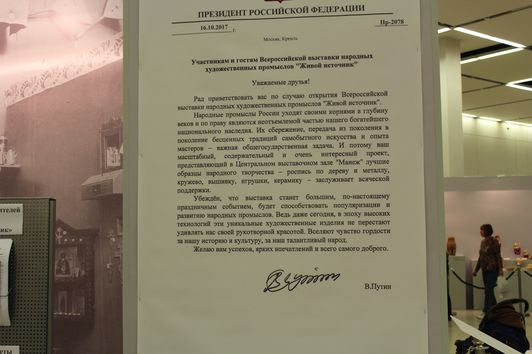 ПРЕЗИДЕНТ РОССИЙСКОЙ ФЕДЕРАЦИИ
16.10.2017 г. Пр-2078
Москва, Кремль
Участникам и гостям Всероссийской выставки народных
художественных промыслов "Живой источник"
Уважаемые друзья!
Рад приветствовать вас по случаю открытия Всероссийской
выставки народных художественных промыслов "Живой источник".
Народные промыслы России уходят своими корнями в глубину
веков и по праву являются неотъемлемой частью нашего богатейшего
национального наследия. Их сбережение, передача из поколения в
поколение бесценных традиций самобытного искусства и опыта
мастеров – важная общегосударственная задача. И потому ваш
масштабный, содержательный и очень интересный проект,
представляющий в Центральном выставочном зале "Манеж" лучшие
образцы народного творчества – роспись по дереву и металлу,
кружево, вышивку, игрушки, керамику – заслуживает всяческой
поддержки.
Убеждён, что выставка станет большим, по-настоящему
праздничным событием, будет способствовать популяризации и
развитию народных промыслов. Ведь даже сегодня, в эпоху высоких
технологий эти уникальные художественные изделия не перестают
удивлять нас своей рукотворной красотой. Вселяют чувство гордости
за нашу историю и культуру, за наш талантливый народ.
Желаю вам успехов, ярких впечатлений и всего самого доброго.
В.Путин